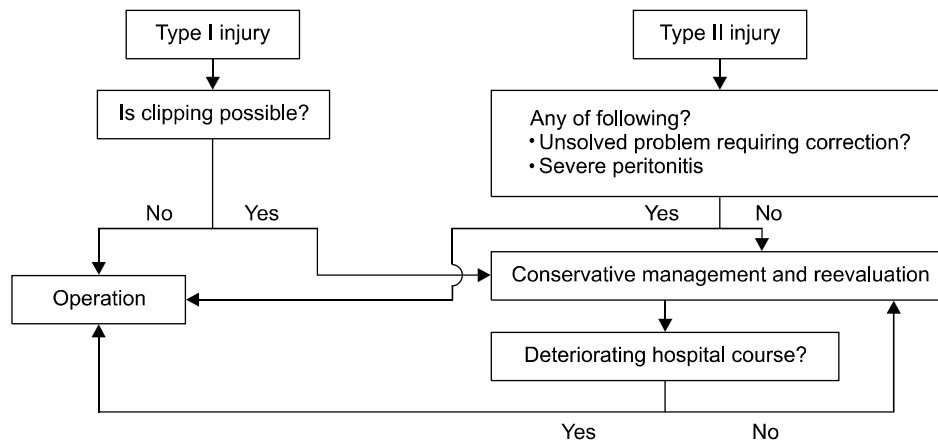 Type I injury
Type II injury
Is clipping possible?
Any of following?
• Unsolved problem requiring correction?
• Severe peritonitis
No
Yes
Yes
No
Operation
Conservative management and reevaluation
Deteriorating hospital course?
Yes
No